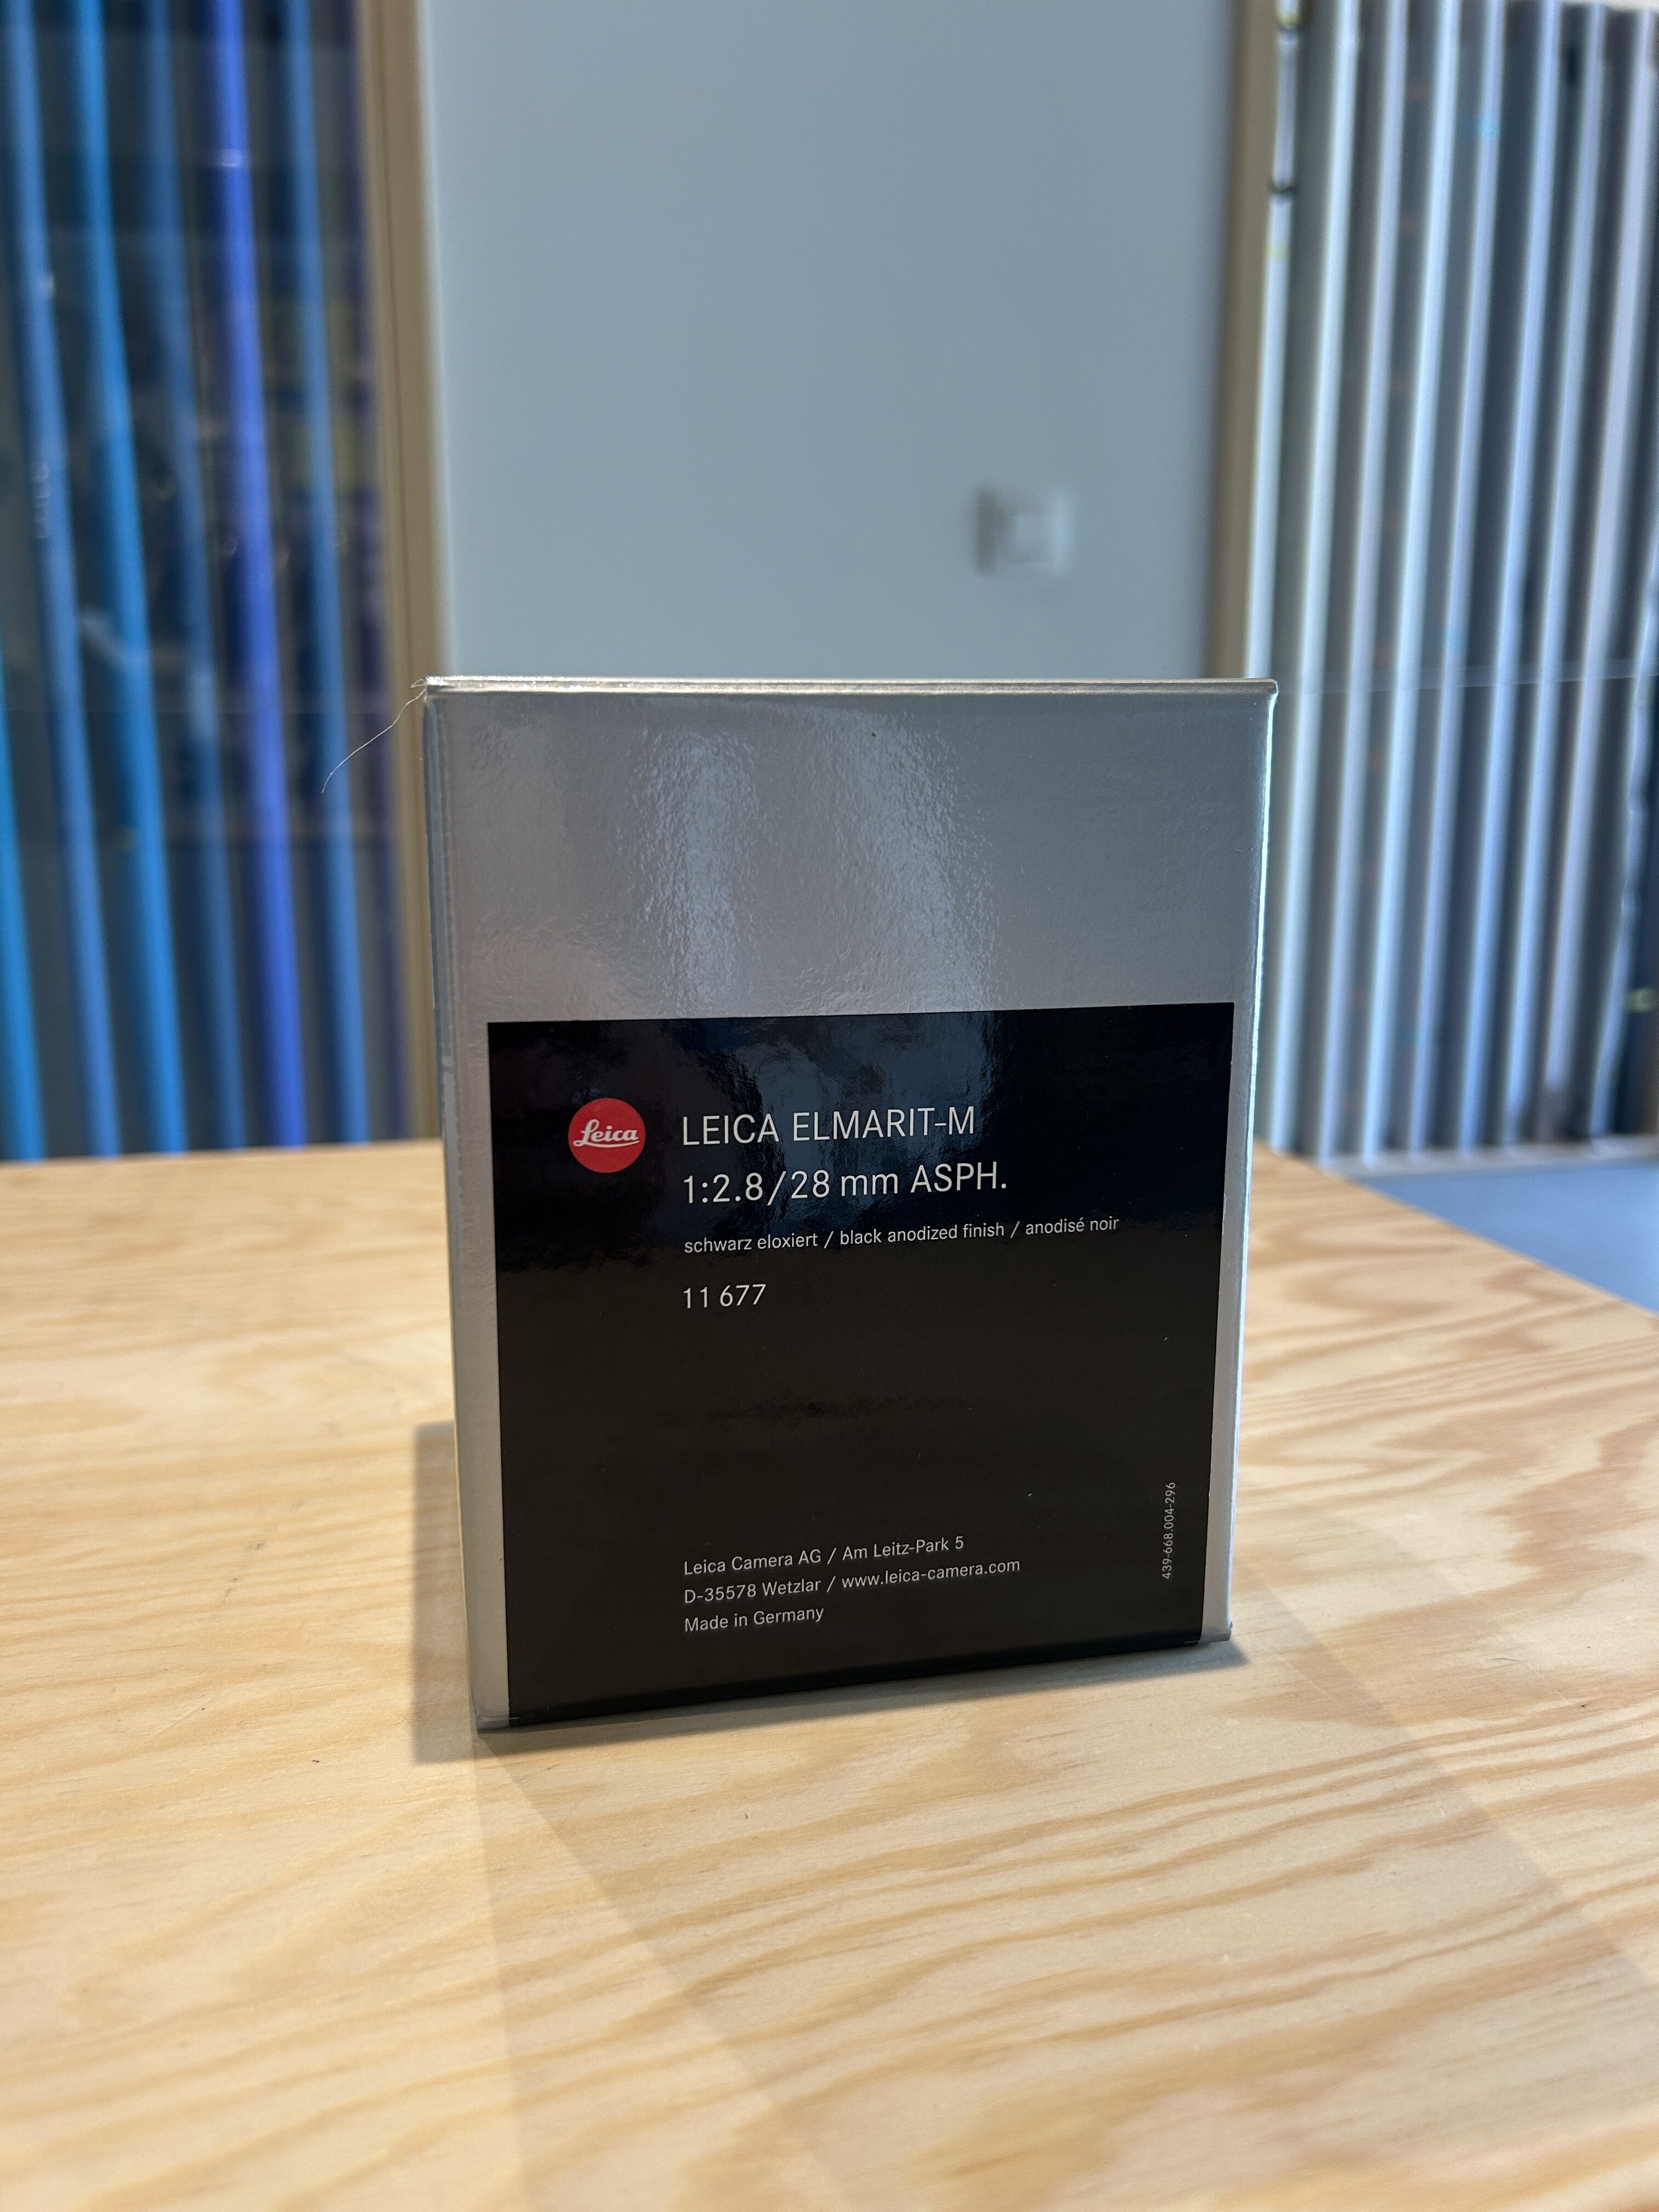 Leica
LEICA ELMARIT-M
1:2.8/28 mm ASPH.
schwarz eloxiert / black anodized finish / anodisé noir
11 677
Leica Camera AG / Am Leitz-Park 5
D-35578 Wetzlar / www.leica-camera.com
Made in Germany
439-668.004-296